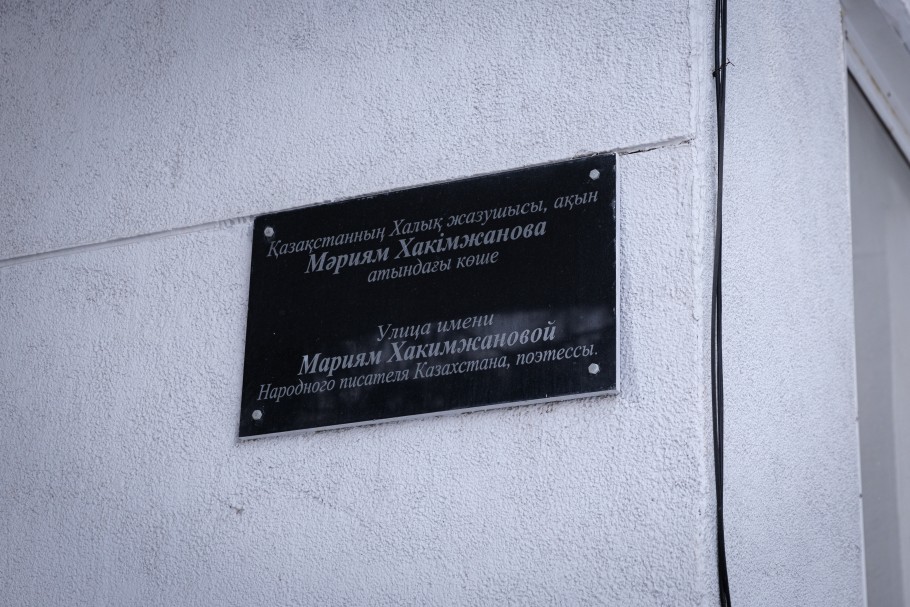 Қазақстанның Халық жазушысы, ақын
Мәриям Хакімжанова
атындағы көше
Улица имени
Мариям Хакимжановой
Народного писателя Казахстана, поэтессы.